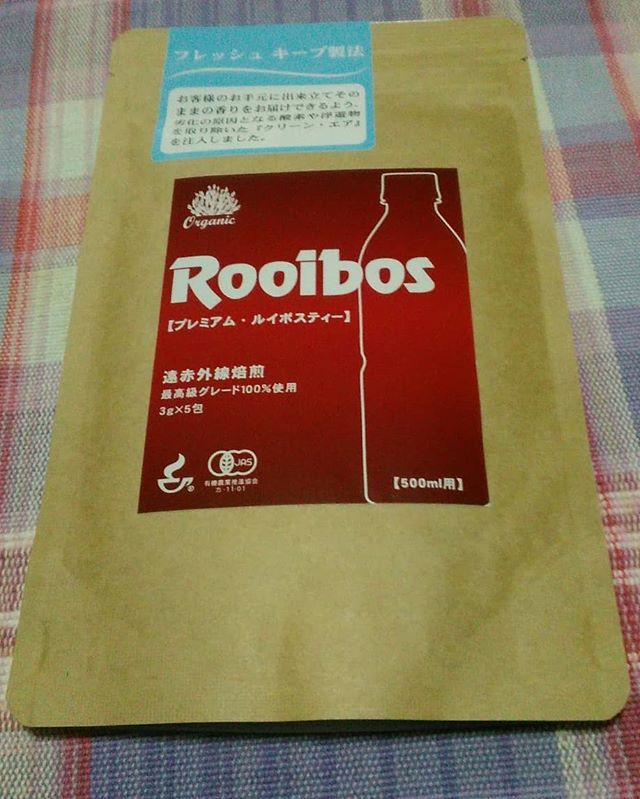 フレッシュ キープ製法
お客様のお手元に出来立てその
ままの香りをお届けできるよう、
劣化の原因となる酸素や浮遊物
を取り除いた『クリーン・エア』
を注入しました。
Organic
Rooibos
【プレミアム・ルイボスティー】
遠赤外線焙煎
最高級グレード100%使用
3g×5包
®
JAS
有機農業推進協会
カ-11-01
【500ml用】